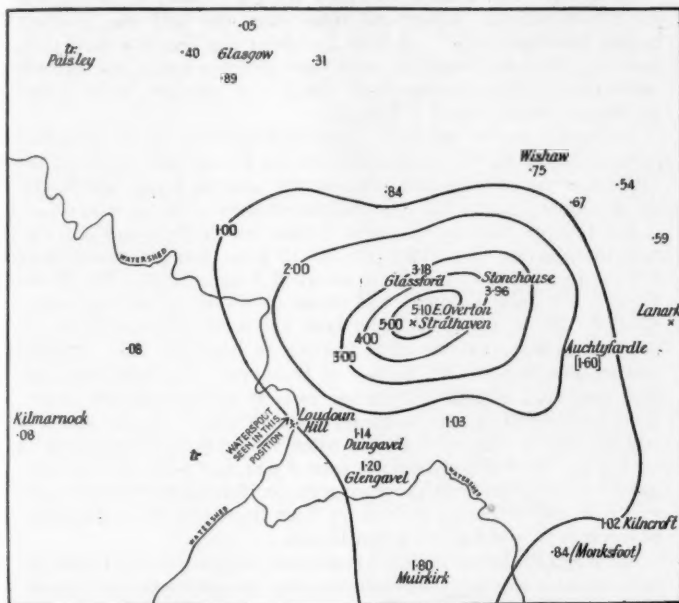 ·05
tr.
Paisley
·40
Glasgow
·31
·89
Wishaw
·75
·84
·54
·67
1·00
·59
WATERSHED
2·00
3·18
Glassford
Stonehouse
3·96
5·10 E.Overton
Strathaven
5·00
4·00
3·00
Lanark
·08
Auchlyfardle
[1·60]
Kilmarnock
·08
WATERSPOUT
SEEN IN THIS
POSITION
Loudoun
Hill
1·03
tr
1·14
Dungavel
1·20
Glengavel
WATERSHED
WATERSHED
1·02 Kilncroft
·84 (Monksfoot)
1·80
Muirkirk